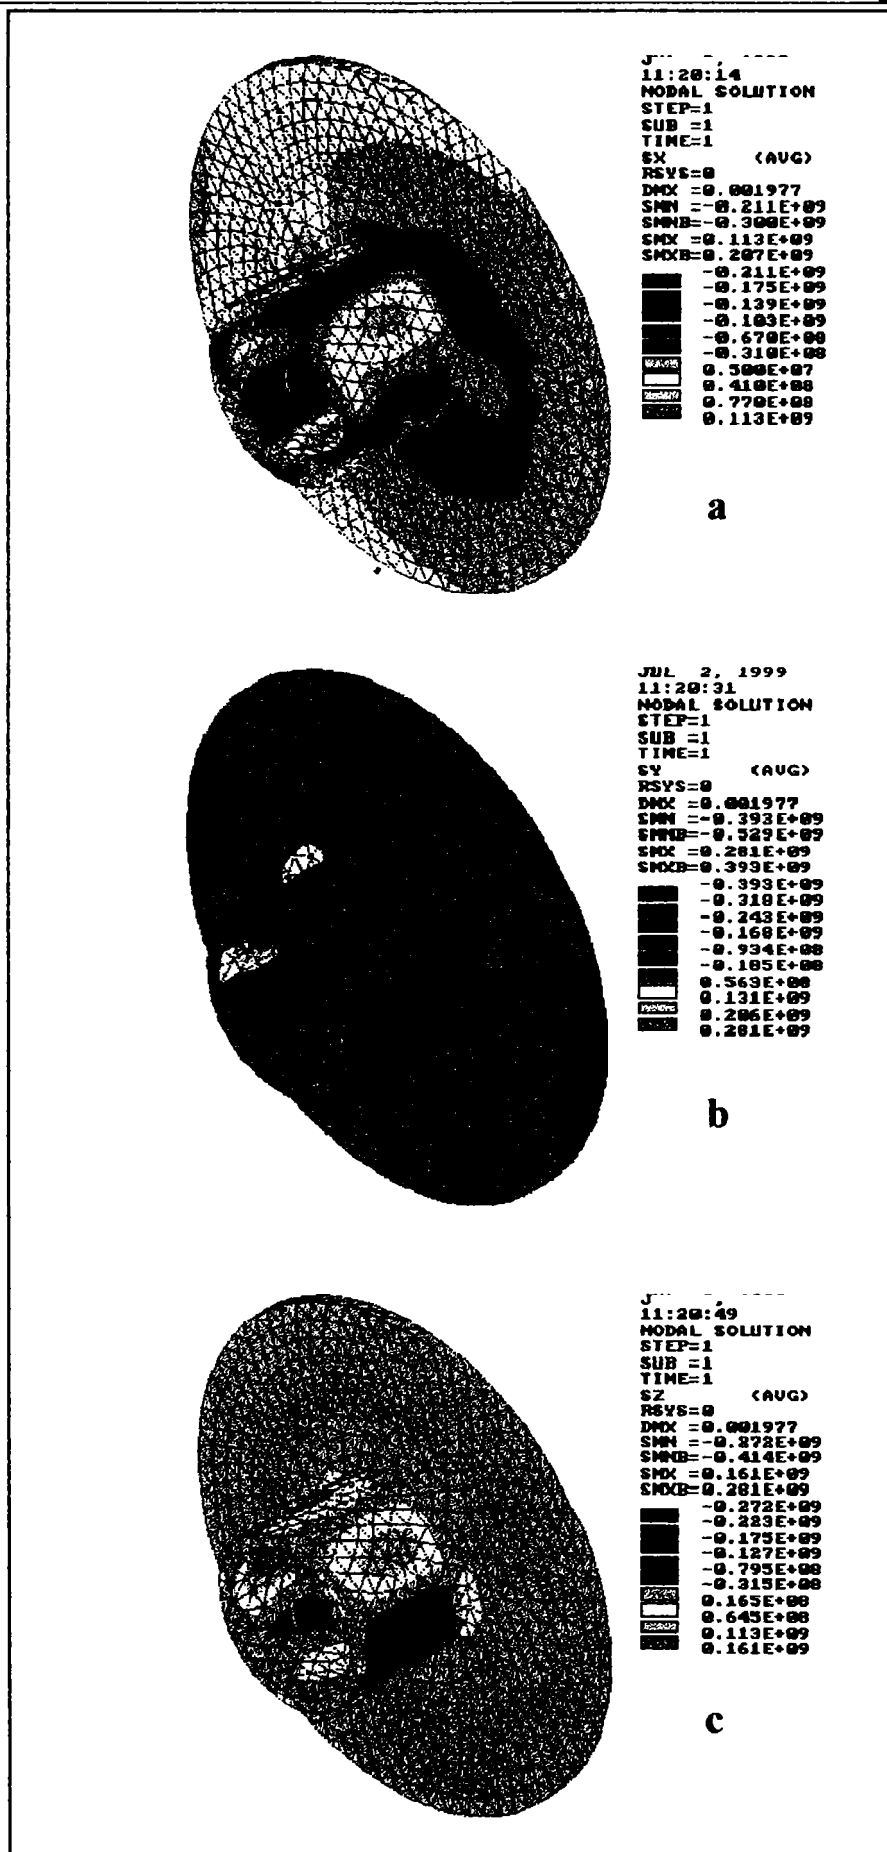 11:20:14
NODAL SOLUTION
STEP=1
SUB =1
TIME=1
SX (AVG)
RSYS=0
DMX =0.001977
SMN =-0.211E+09
SMNB=-0.300E+09
SMX =0.113E+09
SMXB=0.207E+09
-0.211E+09
-0.175E+09
-0.139E+09
-0.103E+09
-0.670E+08
-0.310E+08
0.500E+07
0.410E+08
0.770E+08
0.113E+09
a
JUL 2, 1999
11:20:31
NODAL SOLUTION
STEP=1
SUB =1
TIME=1
SY (AVG)
RSYS=0
DMX =0.001977
SMN =-0.393E+09
SMNB=-0.529E+09
SMX =0.281E+09
SMXB=0.393E+09
-0.393E+09
-0.318E+09
-0.243E+09
-0.168E+09
-0.934E+08
-0.185E+08
0.563E+08
0.131E+09
0.206E+09
0.281E+09
b
11:20:49
NODAL SOLUTION
STEP=1
SUB =1
TIME=1
SZ (AVG)
RSYS=0
DMX =0.001977
SMN =-0.272E+09
SMNB=-0.414E+09
SMX =0.161E+09
SMXB=0.281E+09
-0.272E+09
-0.223E+09
-0.175E+09
-0.127E+09
-0.795E+08
-0.315E+08
0.165E+08
0.645E+08
0.113E+09
0.161E+09
c